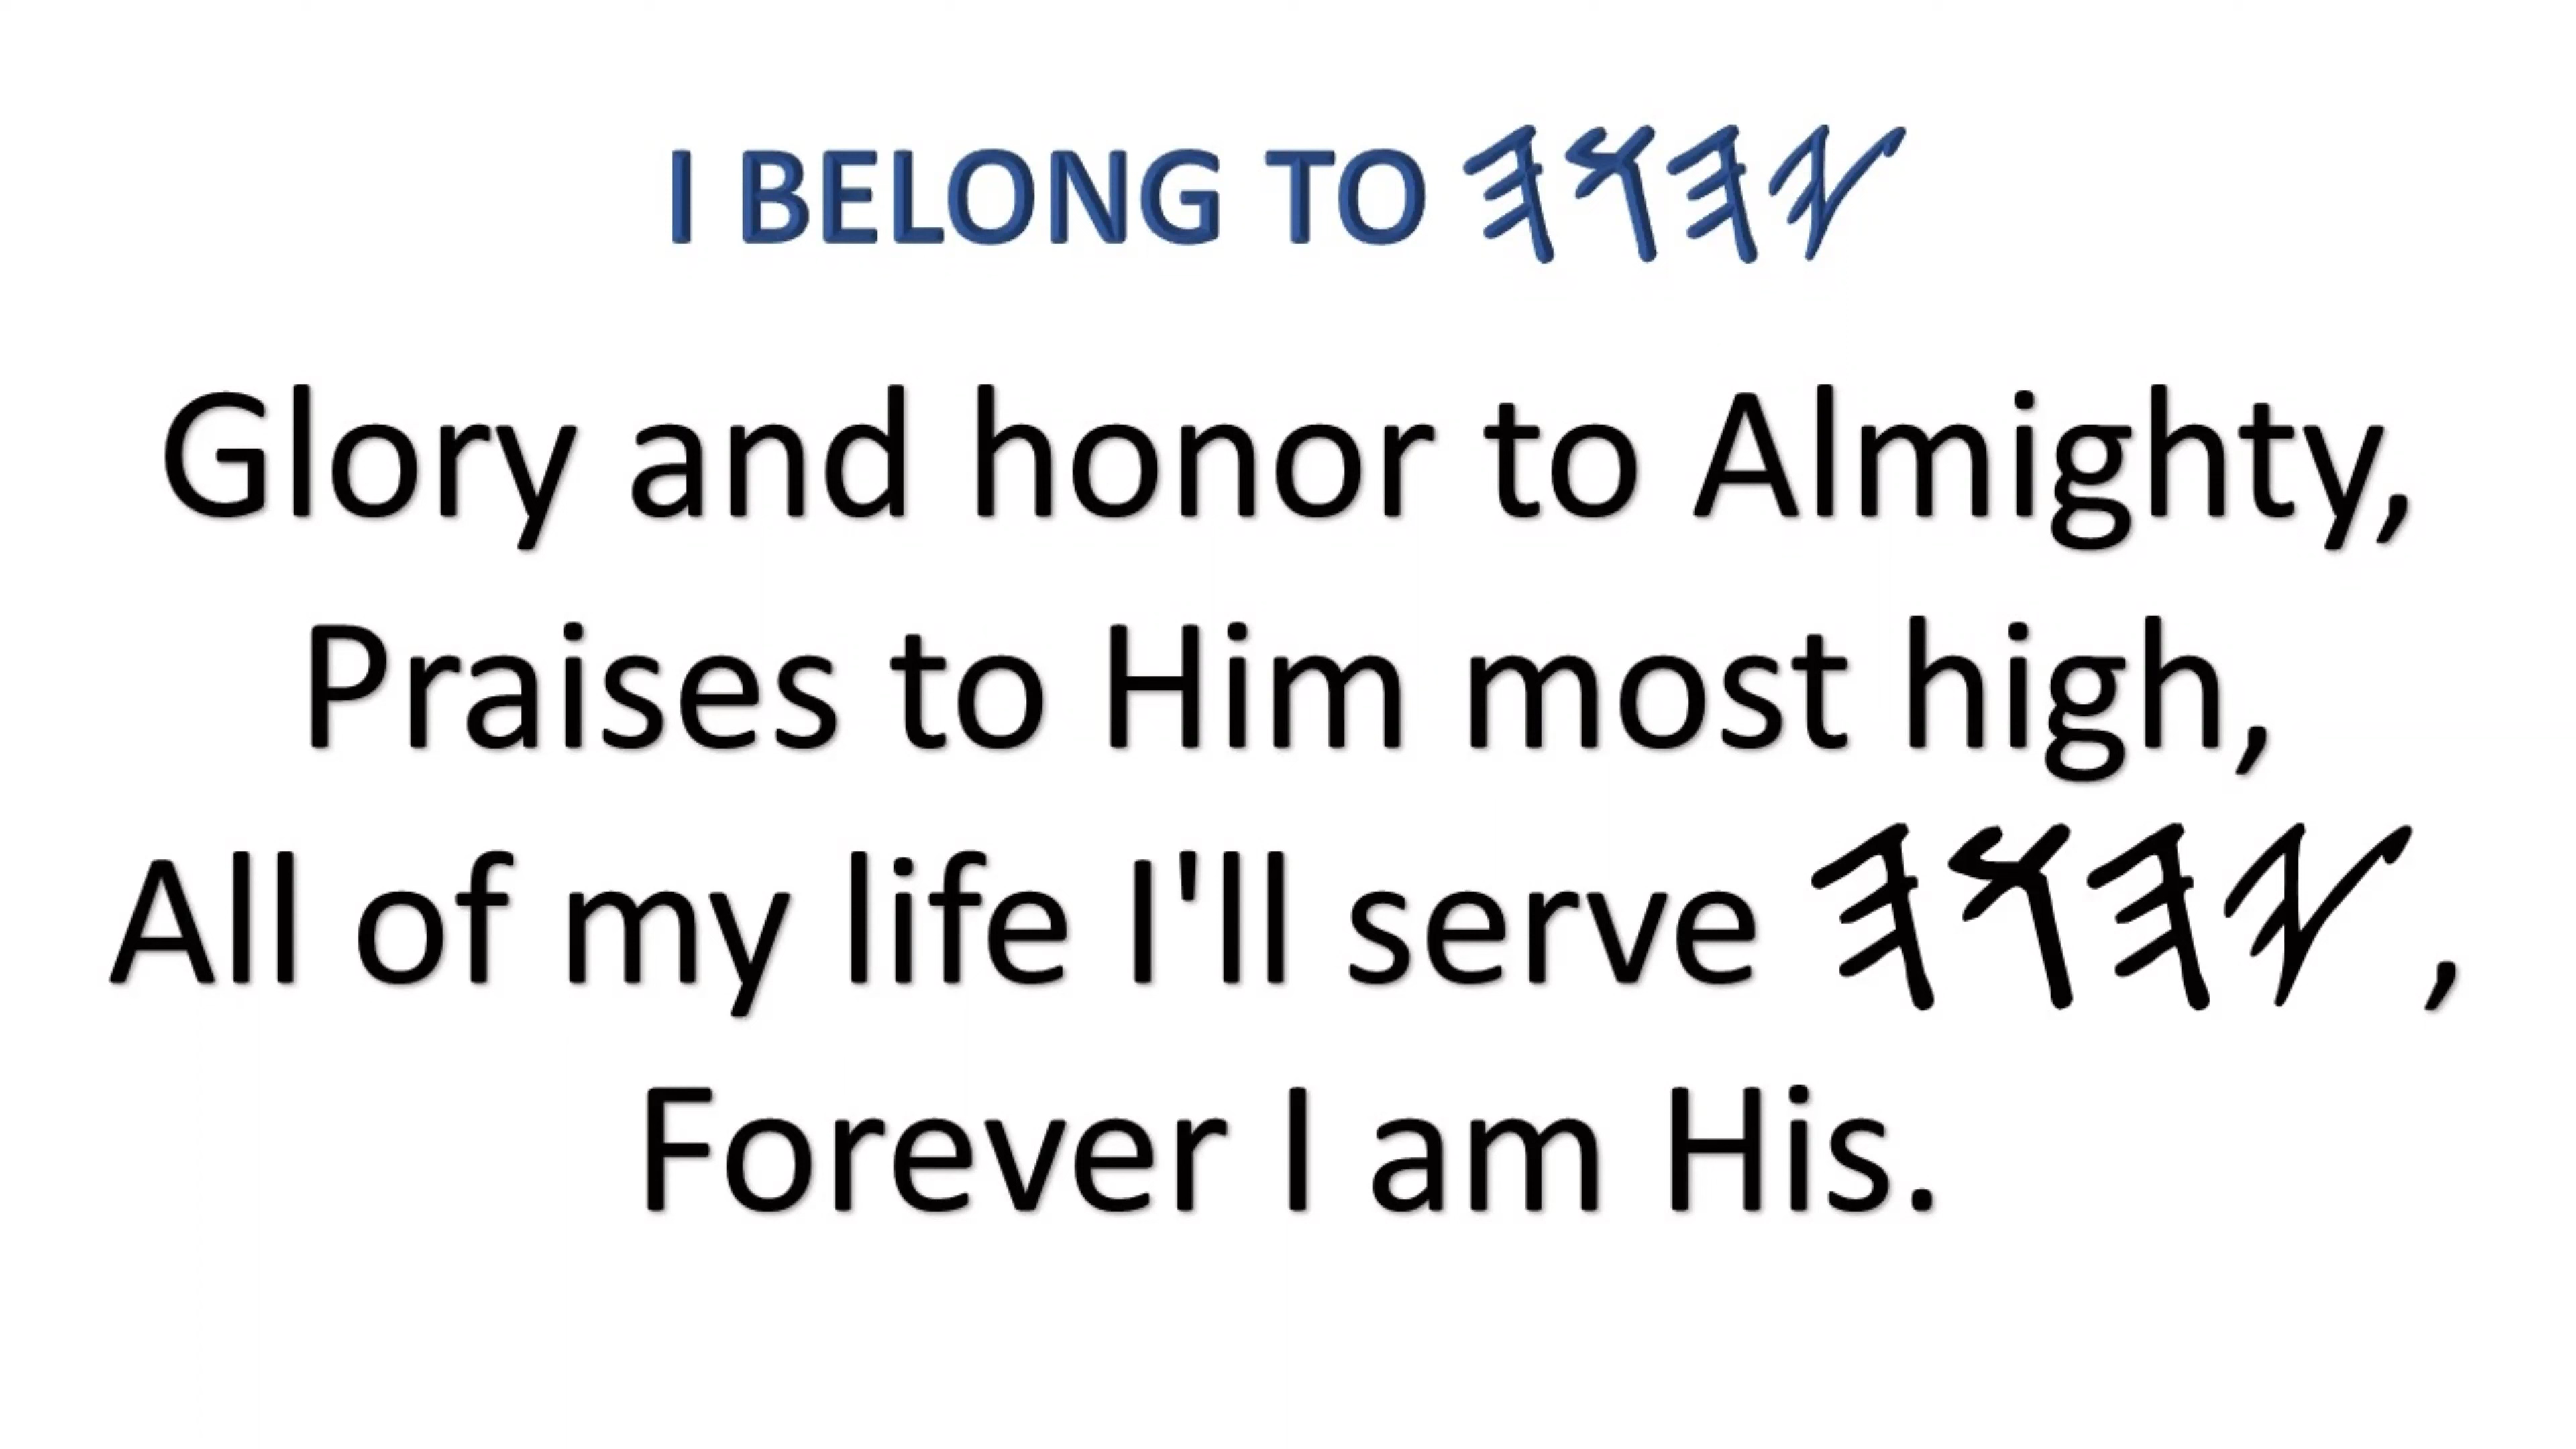 I BELONG TO 𐤉𐤄𐤅𐤄
Glory and honor to Almighty,
Praises to Him most high,
All of my life I'll serve 𐤉𐤄𐤅𐤄 ,
Forever I am His.